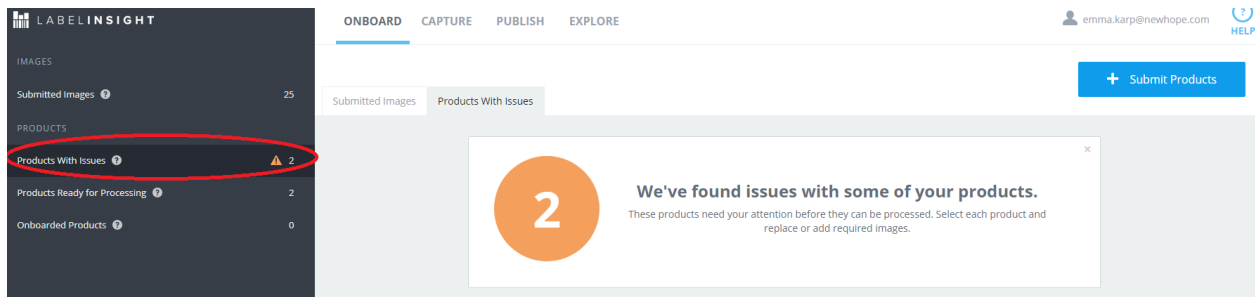 LABELINSIGHT
ONBOARD CAPTURE PUBLISH EXPLORE
emma.karp@newhope.com
?
HELP
IMAGES
Submitted Images ? 25
PRODUCTS
Products With Issues ? ! 2
Products Ready for Processing ? 2
Onboarded Products ? 0
+ Submit Products
Submitted Images Products With Issues
×
2
We've found issues with some of your products.
These products need your attention before they can be processed. Select each product and
replace or add required images.